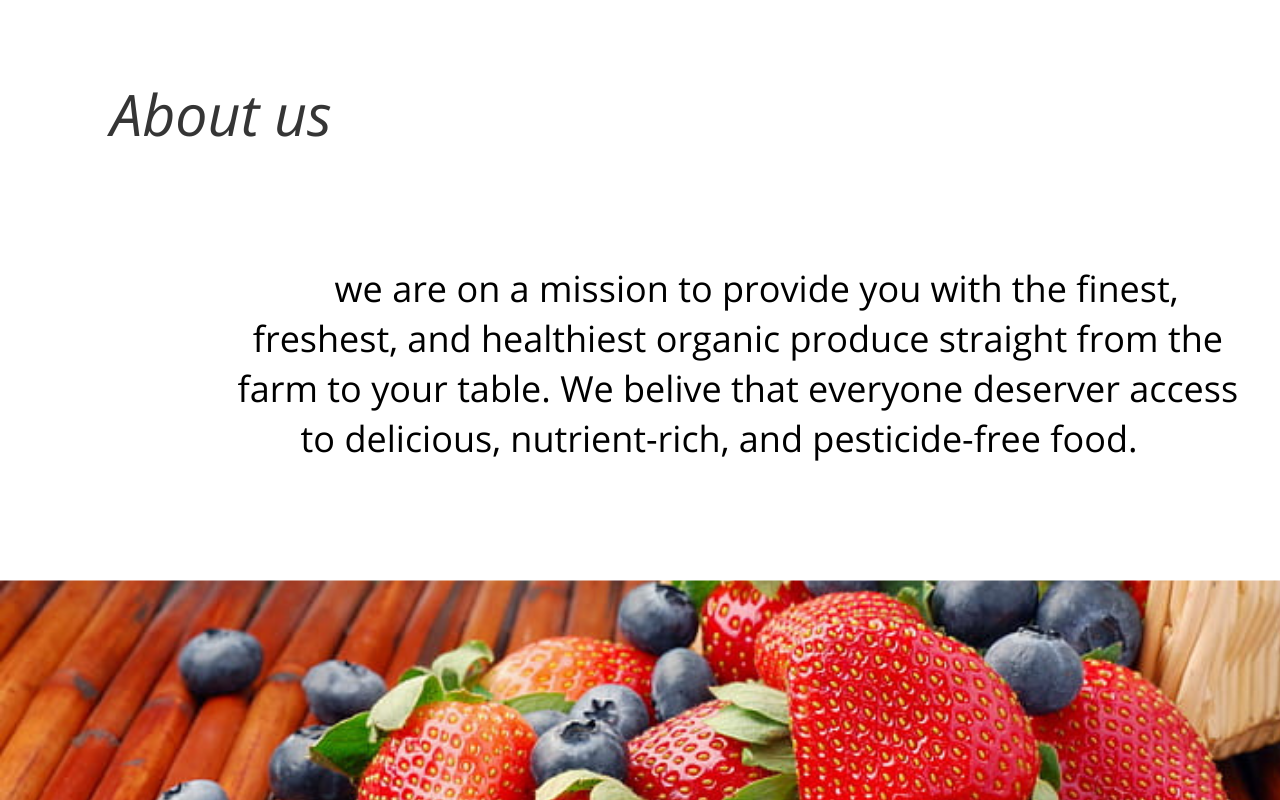 About us
we are on a mission to provide you with the finest,
freshest, and healthiest organic produce straight from the
farm to your table. We belive that everyone deserver access
to delicious, nutrient-rich, and pesticide-free food.